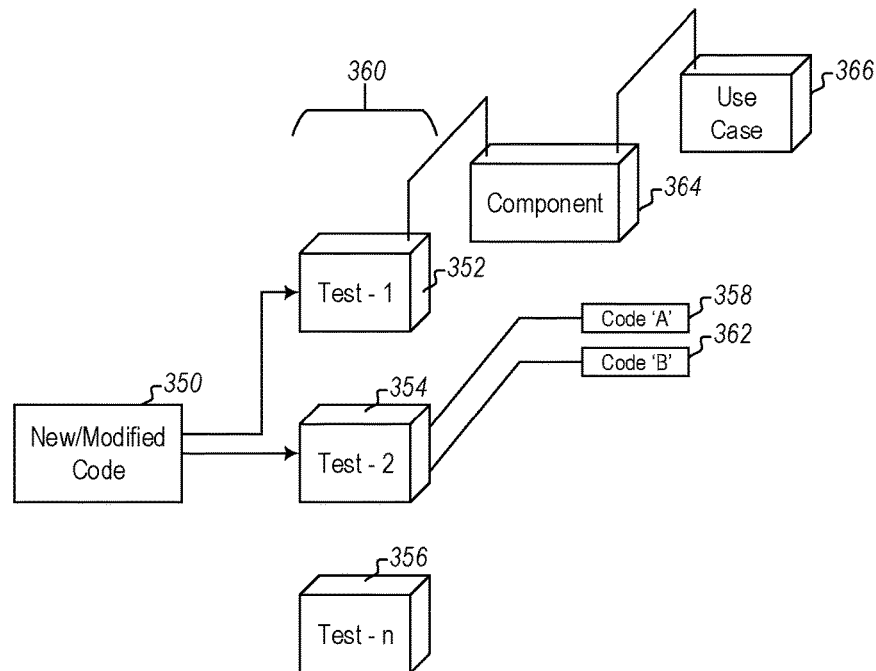 360
366
Use
Case
364
Component
352
Test - 1
358
Code 'A'
362
Code 'B'
350
354
New/Modified
Code
Test - 2
356
Test - n